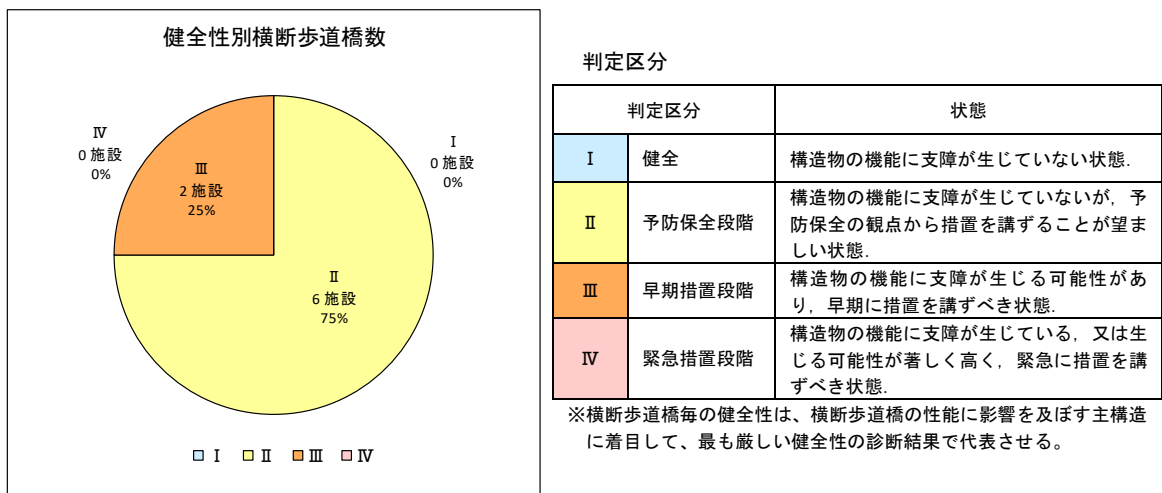 健全性別横断歩道橋数
Ⅳ
0 施設
0%
Ⅰ
0 施設
0%
Ⅲ
2 施設
25%
Ⅱ
6 施設
75%
Ⅰ Ⅱ Ⅲ Ⅳ
判定区分
判定区分 状態
Ⅰ 健全 構造物の機能に支障が生じていない状態.
Ⅱ 予防保全段階 構造物の機能に支障が生じていないが，予
防保全の観点から措置を講ずることが望ま
しい状態.
Ⅲ 早期措置段階 構造物の機能に支障が生じる可能性があ
り，早期に措置を講ずべき状態.
Ⅳ 緊急措置段階 構造物の機能に支障が生じている，又は生
じる可能性が著しく高く，緊急に措置を講
ずべき状態.
※横断歩道橋毎の健全性は、横断歩道橋の性能に影響を及ぼす主構造
に着目して、最も厳しい健全性の診断結果で代表させる。